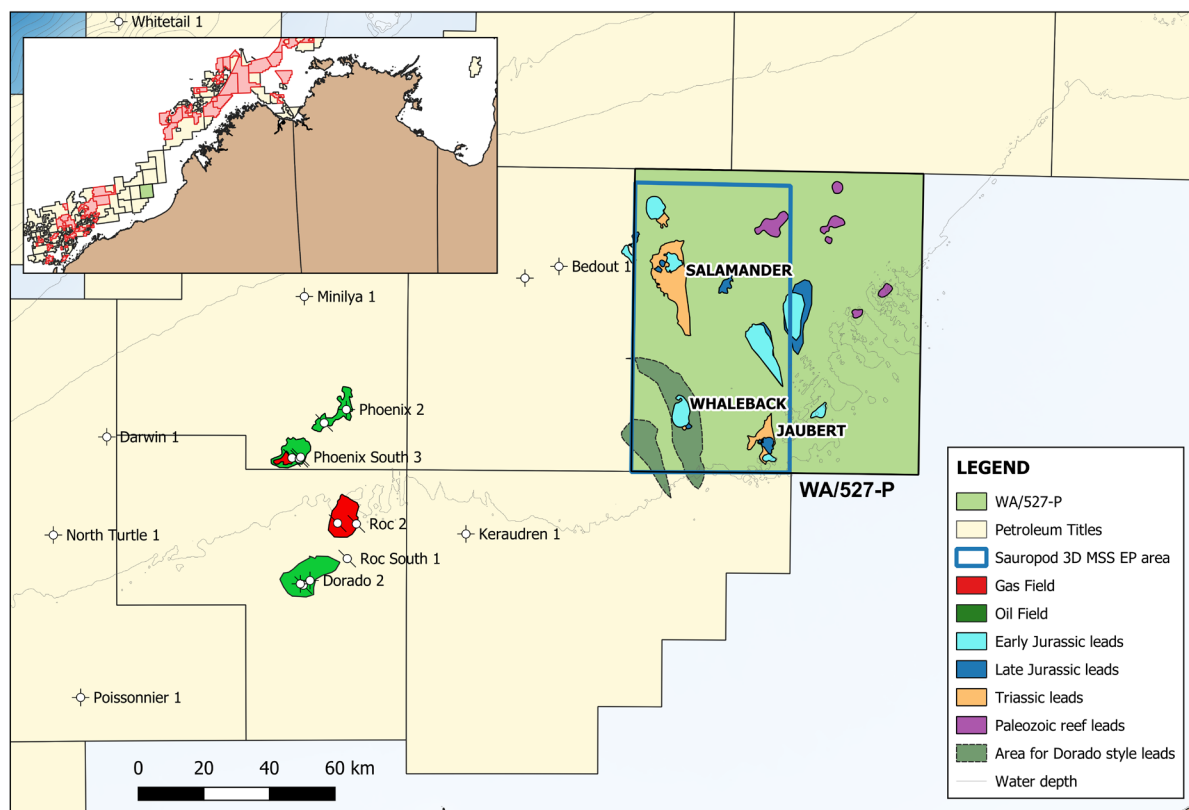 Whitetail 1
Bedout 1
SALAMANDER
Minilya 1
WHALEBACK
Phoenix 2
JAUBERT
Darwin 1
Phoenix South 3
WA/527-P
Roc 2
North Turtle 1
Keraudren 1
Roc South 1
Dorado 2
Poissonnier 1
0 20 40 60 km
LEGEND
WA/527-P
Petroleum Titles
Sauropod 3D MSS EP area
Gas Field
Oil Field
Early Jurassic leads
Late Jurassic leads
Triassic leads
Paleozoic reef leads
Area for Dorado style leads
Water depth